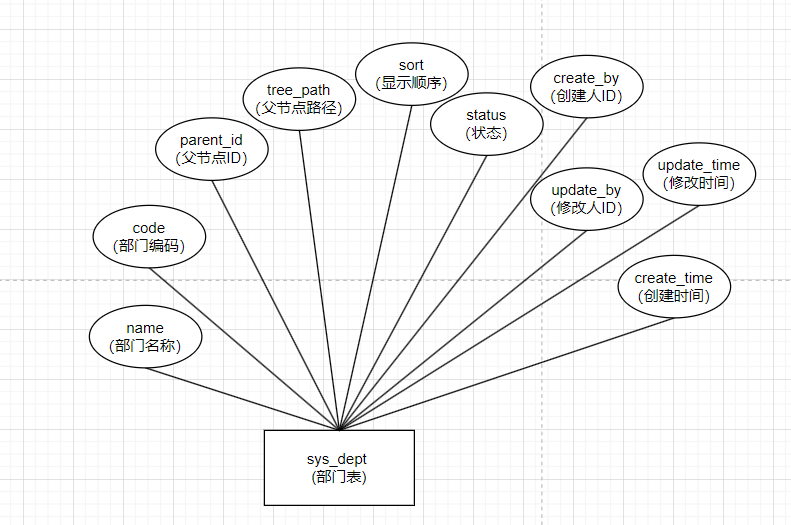 sort
(显示顺序)
create_by
(创建人ID)
tree_path
(父节点路径)
status
(状态)
parent_id
(父节点ID)
update_time
(修改时间)
update_by
(修改人ID)
code
(部门编码)
create_time
(创建时间)
name
(部门名称)
sys_dept
(部门表)